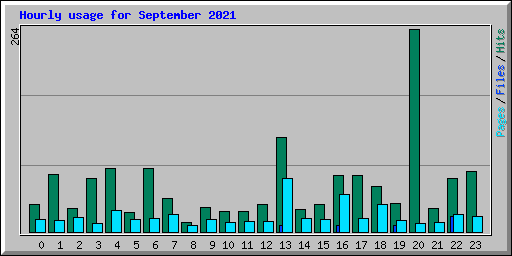 Hourly usage for September 2021
264
Pages/Files/Hits
0 1 2 3 4 5 6 7 8 9 10 11 12 13 14 15 16 17 18 19 20 21 22 23